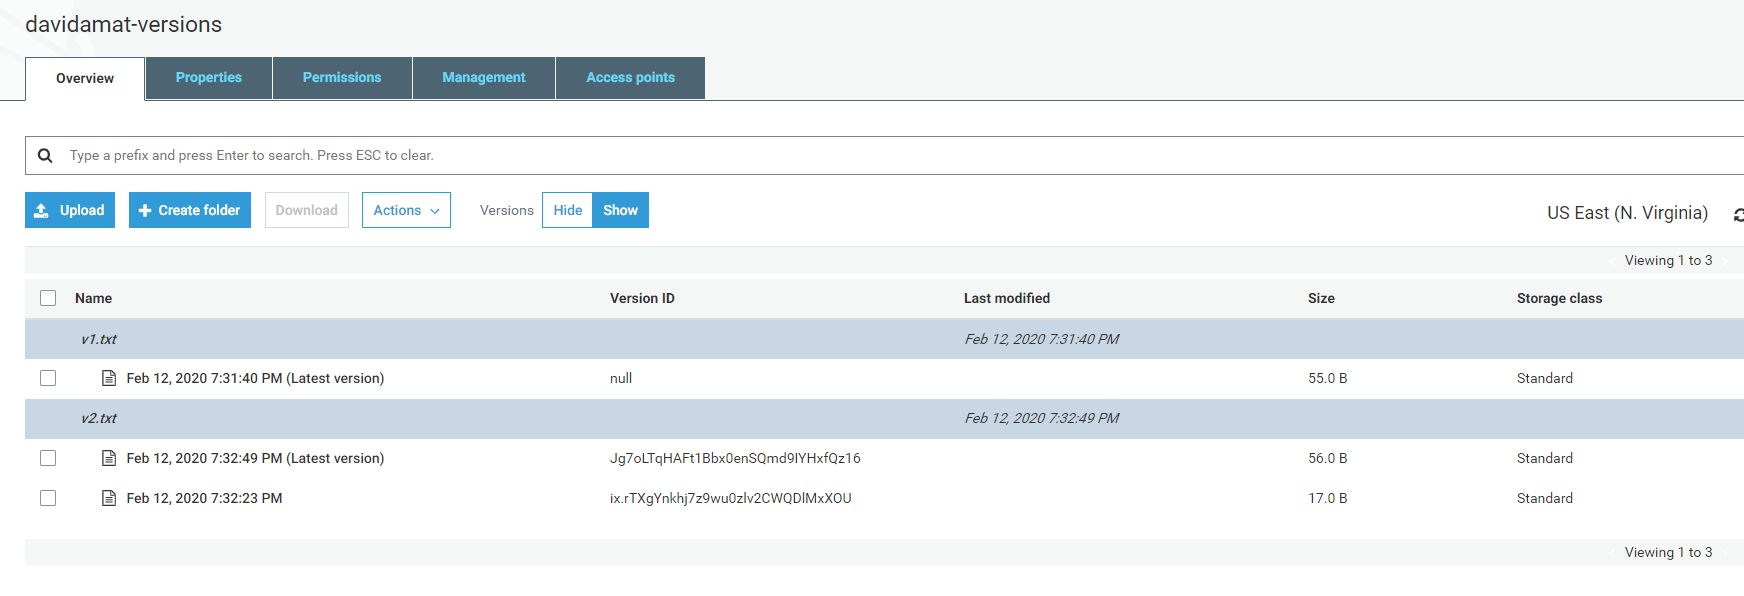 davidamat-versions
Overview Properties Permissions Management Access points
Type a prefix and press Enter to search. Press ESC to clear.
Upload Create folder Download Actions Versions Hide Show US East (N. Virginia)
Viewing 1 to 3
Name Version ID Last modified Size Storage class
v1.txt Feb 12, 2020 7:31:40 PM
Feb 12, 2020 7:31:40 PM (Latest version) null 55.0 B Standard
v2.txt Feb 12, 2020 7:32:49 PM
Feb 12, 2020 7:32:49 PM (Latest version) Jg7oLTqHAFt1Bbx0enSQmd9IYHxfQz16 56.0 B Standard
Feb 12, 2020 7:32:23 PM ix.rTXgYnkhj7z9wu0zlv2CWQDlMxXOU 17.0 B Standard
Viewing 1 to 3